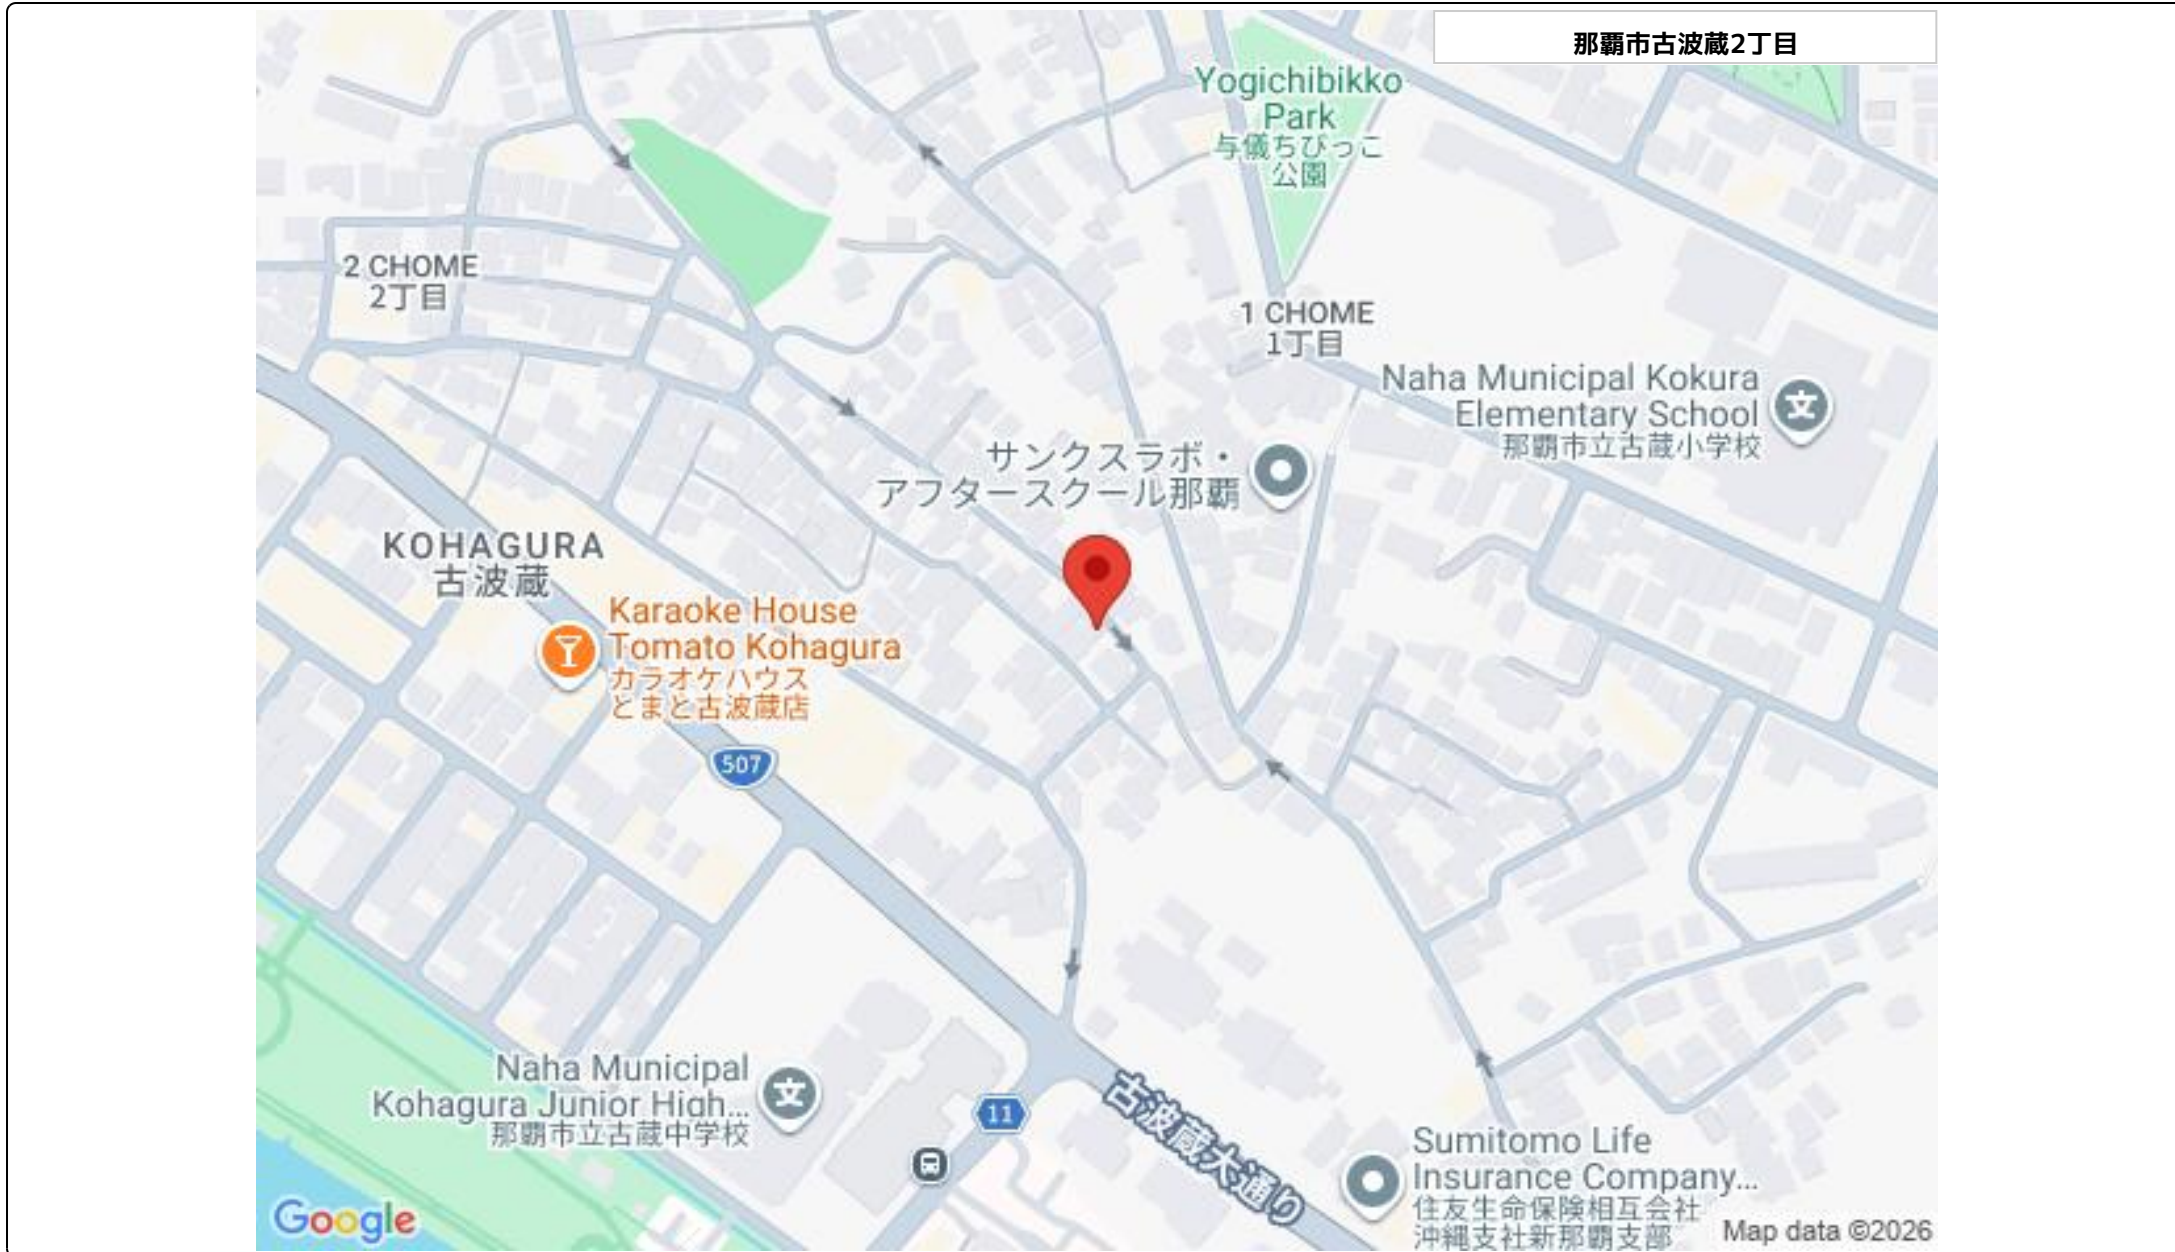 那覇市古波蔵2丁目
Yogichibikko
Park
与儀ちびっこ
公園
2 CHOME
2丁目
1 CHOME
1丁目
Naha Municipal Kokura
Elementary School
那覇市立古蔵小学校
サンクスラボ・
アフタースクール那覇
KOHAGURA
古波蔵
Karaoke House
Tomato Kohagura
カラオケハウス
とまと古波蔵店
507
Naha Municipal
Kohagura Junior High...
那覇市立古蔵中学校
文
文
11
古波蔵大通り
Sumitomo Life
Insurance Company...
住友生命保険相互会社
沖縄支社新那覇支部
Google
Map data ©2026